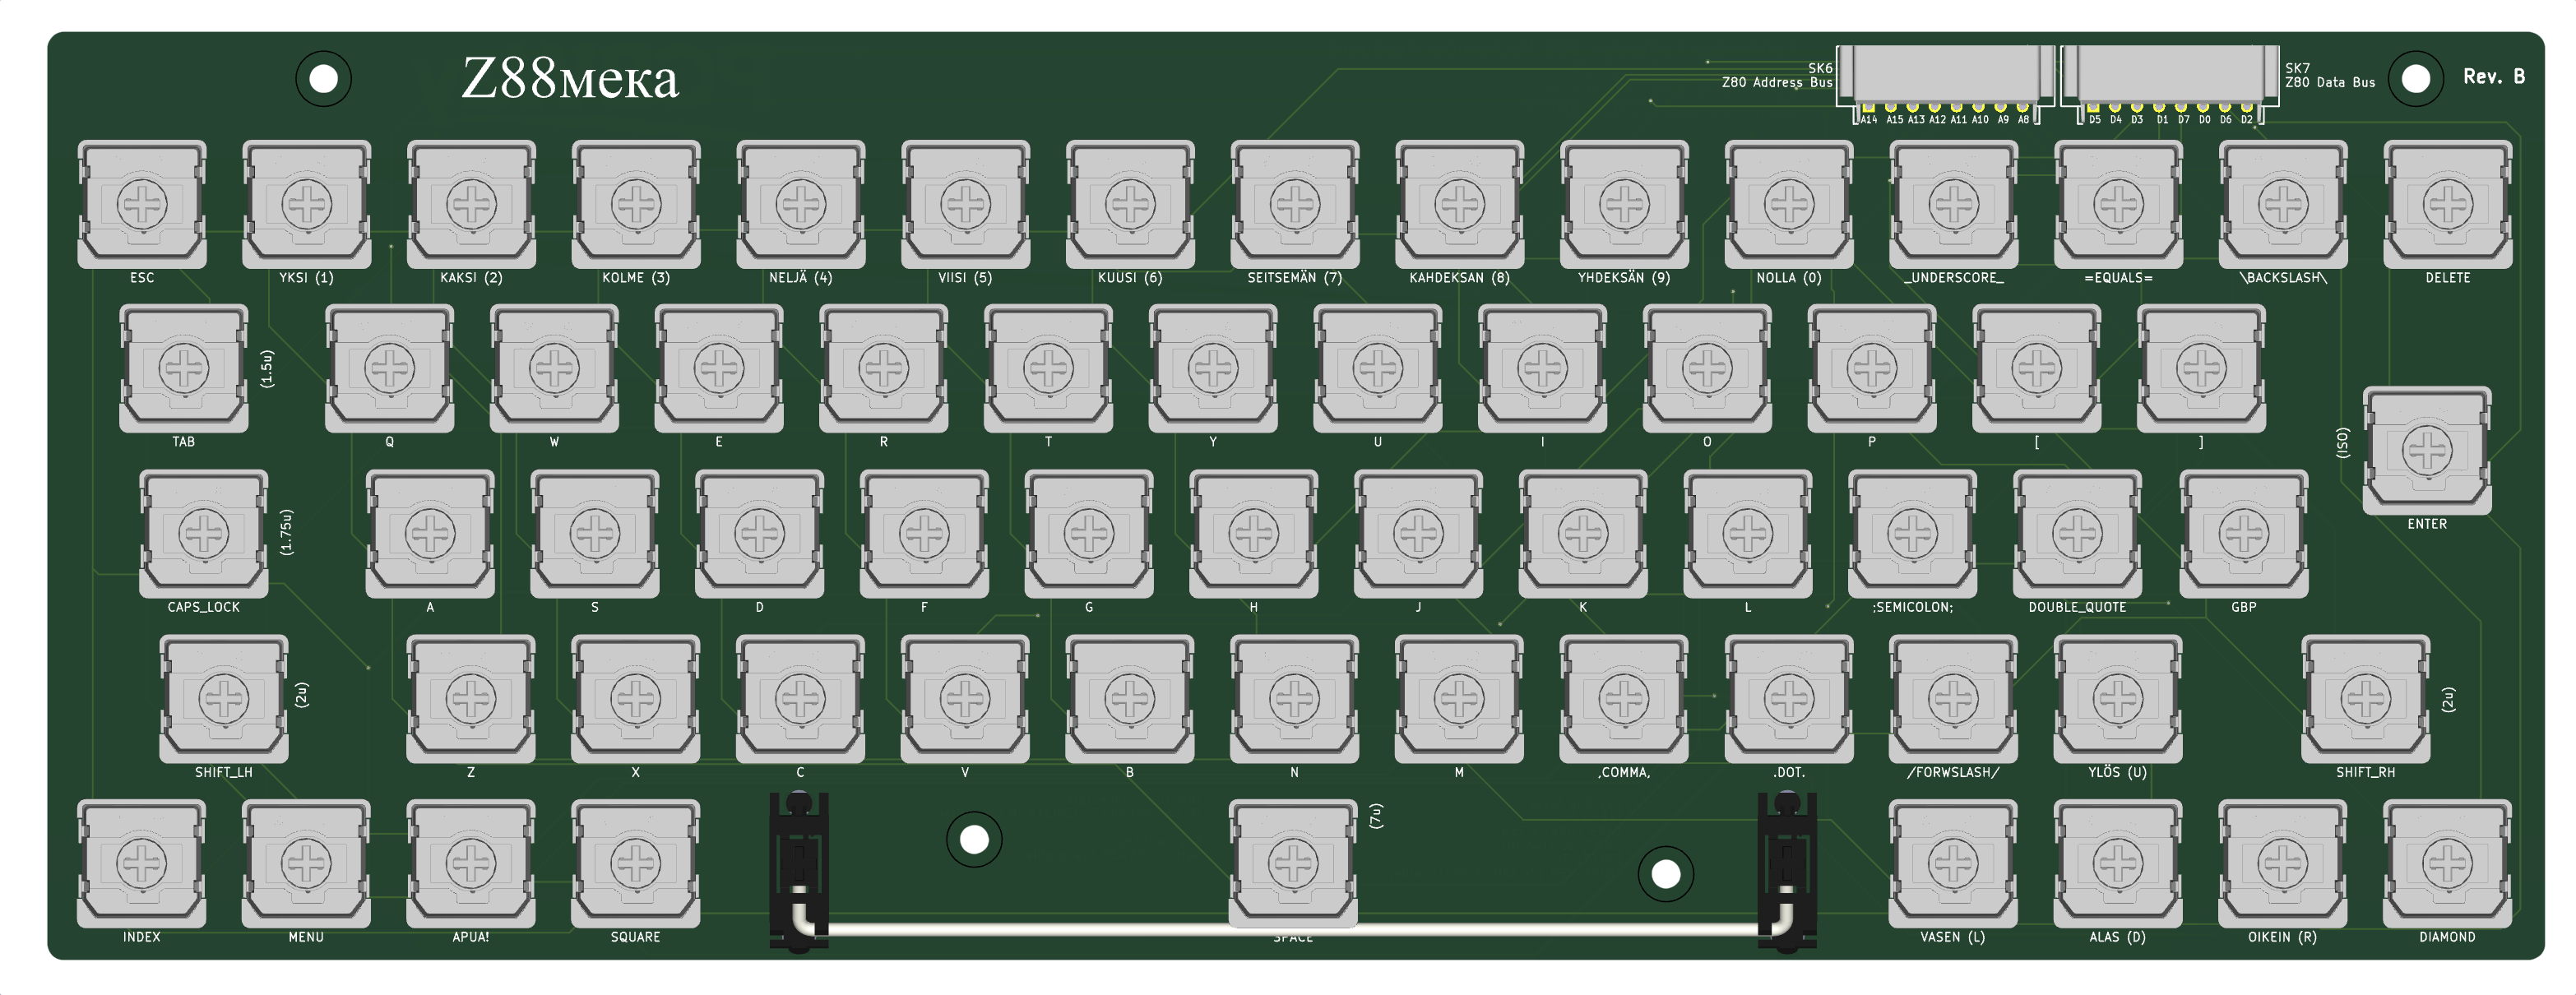 Z88мека
SK6
Z80 Address Bus
SK7
Z80 Data Bus
Rev. B
A14 A15 A13 A12 A11 A10 A9 A8
D5 D4 D3 D1 D7 D0 D6 D2
ESC YKSI (1) KAKSI (2) KOLME (3) NELJÄ (4) VIISI (5) KUUSI (6) SEITSEMÄN (7) KAHDEKSAN (8) YHDEKSÄN (9) NOLLA (0) _UNDERSCORE_ =EQUALS= \BACKSLASH\ DELETE
(1.5u)
TAB Q W E R T Y U I O P [ ]
(ISO)
ENTER
(1.75u)
CAPS_LOCK A S D F G H J K L ;SEMICOLON; DOUBLE_QUOTE GBP
(2u)
(2u)
SHIFT_LH Z X C V B N M ,COMMA, .DOT. /FORWSLASH/ YLÖS (U) SHIFT_RH
(7u)
INDEX MENU APUA! SQUARE SPACE VASEN (L) ALAS (D) OIKEIN (R) DIAMOND